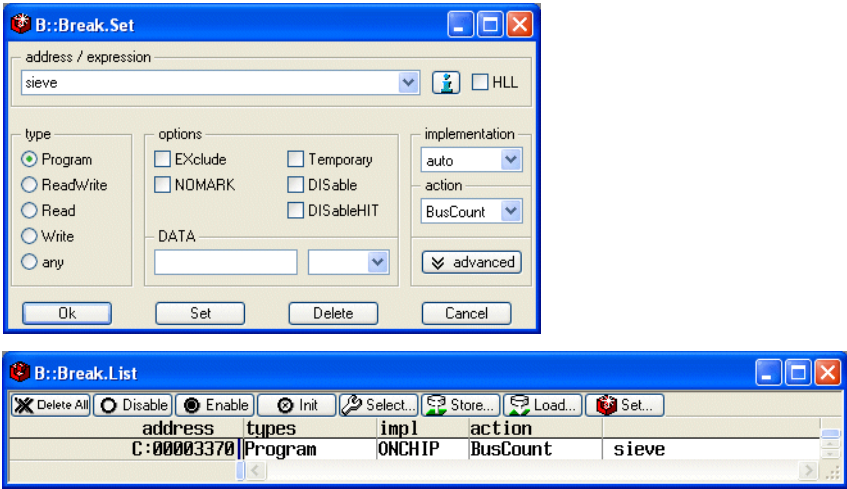 B::Break.Set
address / expression
sieve HLL
type options implementation
Program EXclude Temporary auto
ReadWrite NOMARK DISable action
Read DISableHIT BusCount
Write DATA
any advanced
Ok Set Delete Cancel
B::Break.List
Delete All Disable Enable Init Select... Store... Load... Set...
address types impl action
C:00003370 Program ONCHIP BusCount sieve